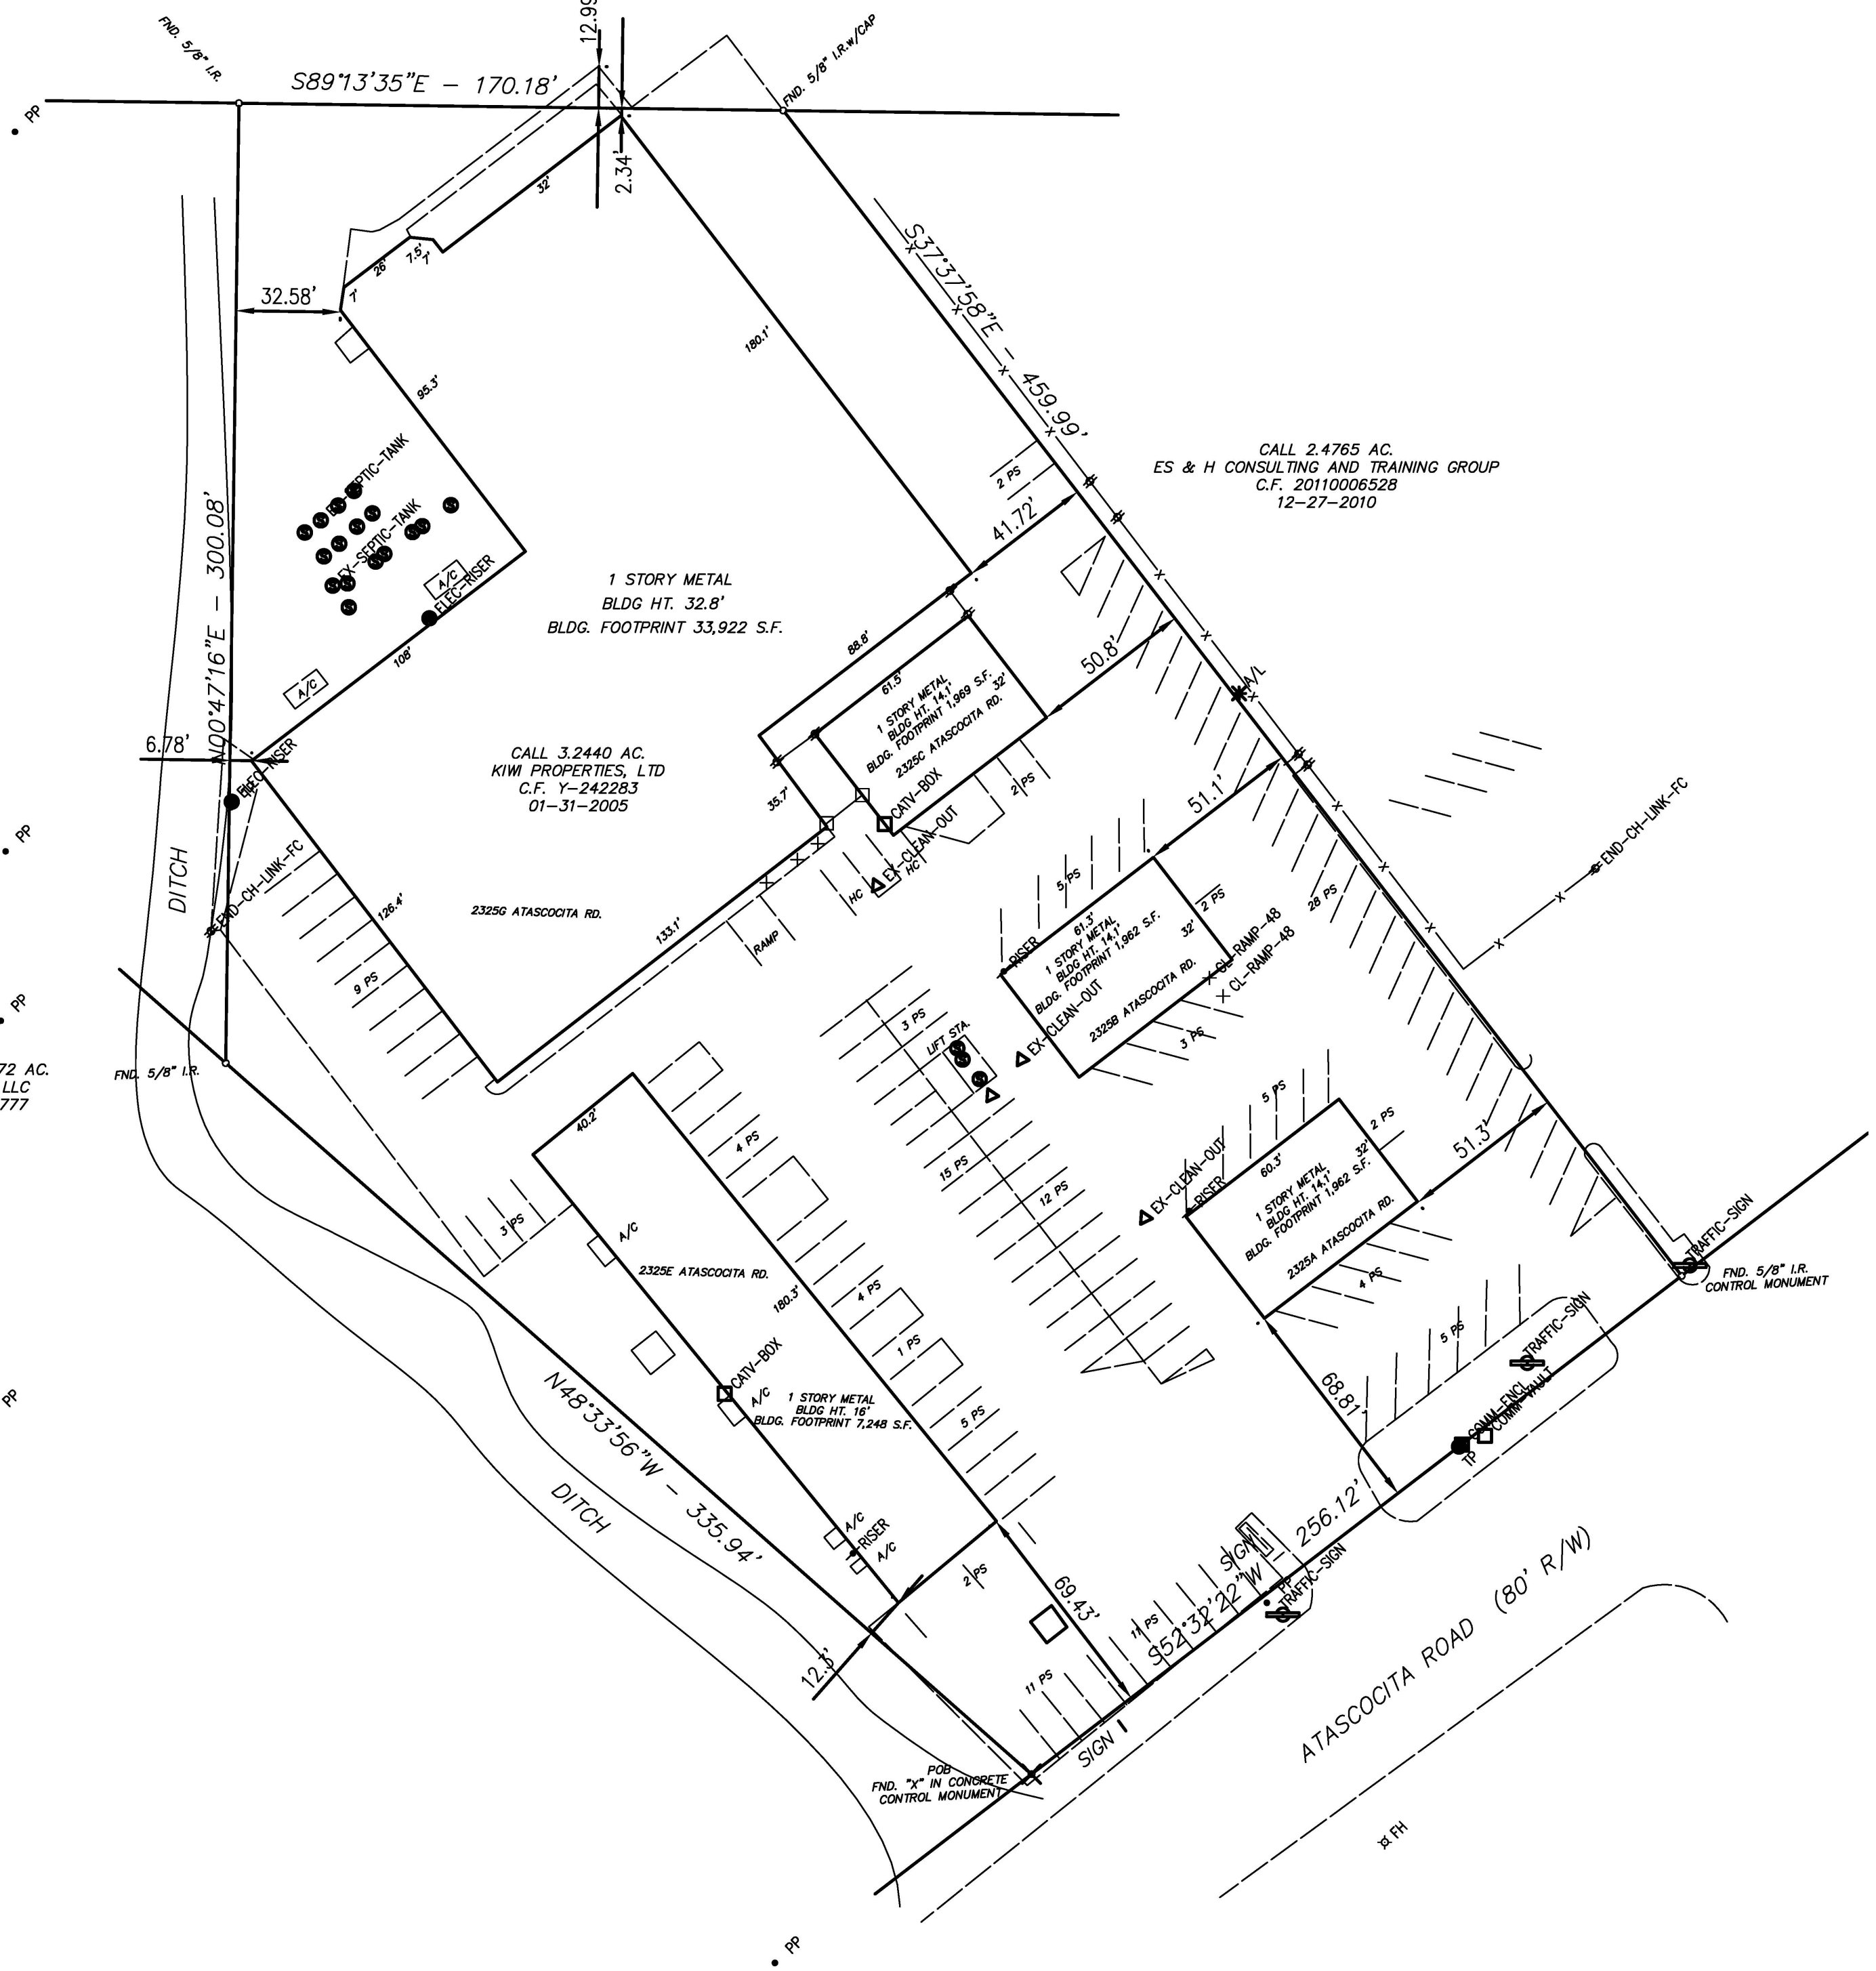 FND. 5/8" I.R.
12.99'
FND. 5/8" I.R.w/CAP
S89°13'35"E - 170.18'
PP
2.34'
32'
7.5'
7'
26'
7'
32.58'
S37°37'58"E - 459.99'
180.1'
95.3'
CALL 2.4765 AC.
ES & H CONSULTING AND TRAINING GROUP
C.F. 20110006528
12-27-2010
2 PS
41.72'
EX-SEPTIC-TANK
EX-SEPTIC-TANK
A/C
ELEC-RISER
N00°47'16"E - 300.08'
1 STORY METAL
BLDG HT. 32.8'
BLDG. FOOTPRINT 33,922 S.F.
108'
88.8'
50.8'
61.5'
1 STORY METAL
BLDG HT. 14.1'
BLDG. FOOTPRINT 1,969 S.F.
32'
2325C ATASCOCITA RD.
A/C
A/L
6.78'
ELEC-RISER
CALL 3.2440 AC.
KIWI PROPERTIES, LTD
C.F. Y-242283
01-31-2005
35.7'
CATV-BOX
2 PS
51.1'
EX-CLEAN-OUT
HC
HC
PP
DITCH
END-CH-LINK-FC
END-CH-LINK-FC
126.4'
2325G ATASCOCITA RD.
133.1'
RAMP
5 PS
2 PS
28 PS
61.3'
RISER
1 STORY METAL
BLDG HT. 14.1'
BLDG. FOOTPRINT 1,962 S.F.
32'
2325B ATASCOCITA RD.
CL-RAMP-48
CL-RAMP-48
9 PS
PP
3 PS
LIFT STA.
EX-CLEAN-OUT
3 PS
72 AC.
LLC
777
FND. 5/8" I.R.
40.2'
4 PS
15 PS
12 PS
5 PS
2 PS
51.3'
EX-CLEAN-OUT
RISER
60.3'
1 STORY METAL
BLDG HT. 14.1'
BLDG. FOOTPRINT 1,962 S.F.
32'
2325A ATASCOCITA RD.
3 PS
A/C
2325E ATASCOCITA RD.
180.3'
4 PS
4 PS
TRAFFIC-SIGN
FND. 5/8" I.R.
CONTROL MONUMENT
1 PS
5 PS
TRAFFIC-SIGN
PP
CATV-BOX
A/C
1 STORY METAL
BLDG HT. 16'
BLDG. FOOTPRINT 7,248 S.F.
5 PS
68.81'
COMM-ENCL
COMM-VAULT
TP
N48°33'56"W - 335.94'
DITCH
A/C
RISER
A/C
2 PS
69.43'
SIGN
PP
TRAFFIC-SIGN
S52°32'22"W - 256.12'
11 PS
12.3'
11 PS
SIGN
ATASCOCITA ROAD (80' R/W)
POB
FND. "X" IN CONCRETE
CONTROL MONUMENT
FH
PP